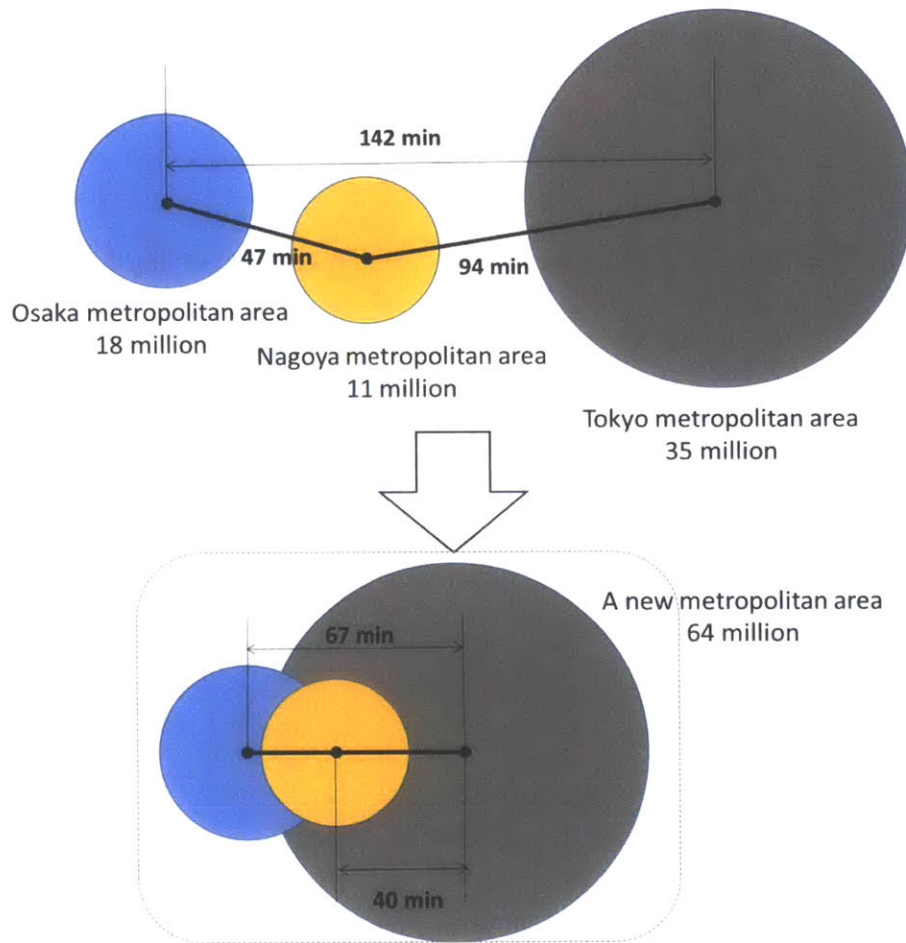 142 min
47 min
94 min
Osaka metropolitan area
18 million
Nagoya metropolitan area
11 million
Tokyo metropolitan area
35 million
A new metropolitan area
64 million
67 min
40 min